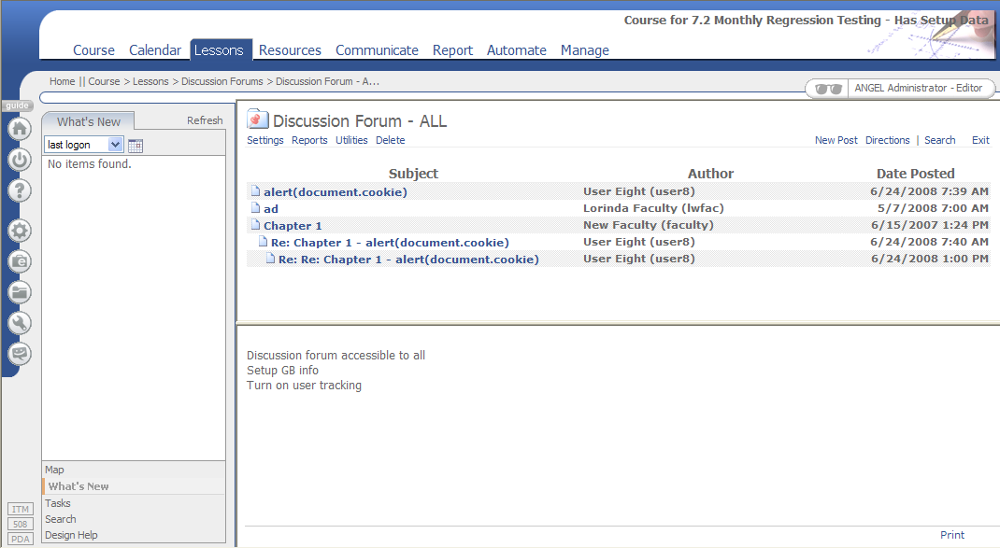 Course for 7.2 Monthly Regression Testing - Has Setup Data
Course Calendar Lessons Resources Communicate Report Automate Manage
Home || Course > Lessons > Discussion Forums > Discussion Forum - A...
ANGEL Administrator - Editor
guide
What's New Refresh
last logon
No items found.
Map
What's New
Tasks
Search
Design Help
ITM
508
PDA
Discussion Forum - ALL
Settings Reports Utilities Delete New Post Directions | Search Exit
Subject Author Date Posted
alert(document.cookie) User Eight (user8) 6/24/2008 7:39 AM
ad Lorinda Faculty (lwfac) 5/7/2008 7:00 AM
Chapter 1 New Faculty (faculty) 6/15/2007 1:24 PM
Re: Chapter 1 - alert(document.cookie) User Eight (user8) 6/24/2008 7:40 AM
Re: Re: Chapter 1 - alert(document.cookie) User Eight (user8) 6/24/2008 1:00 PM
Discussion forum accessible to all
Setup GB info
Turn on user tracking
Print